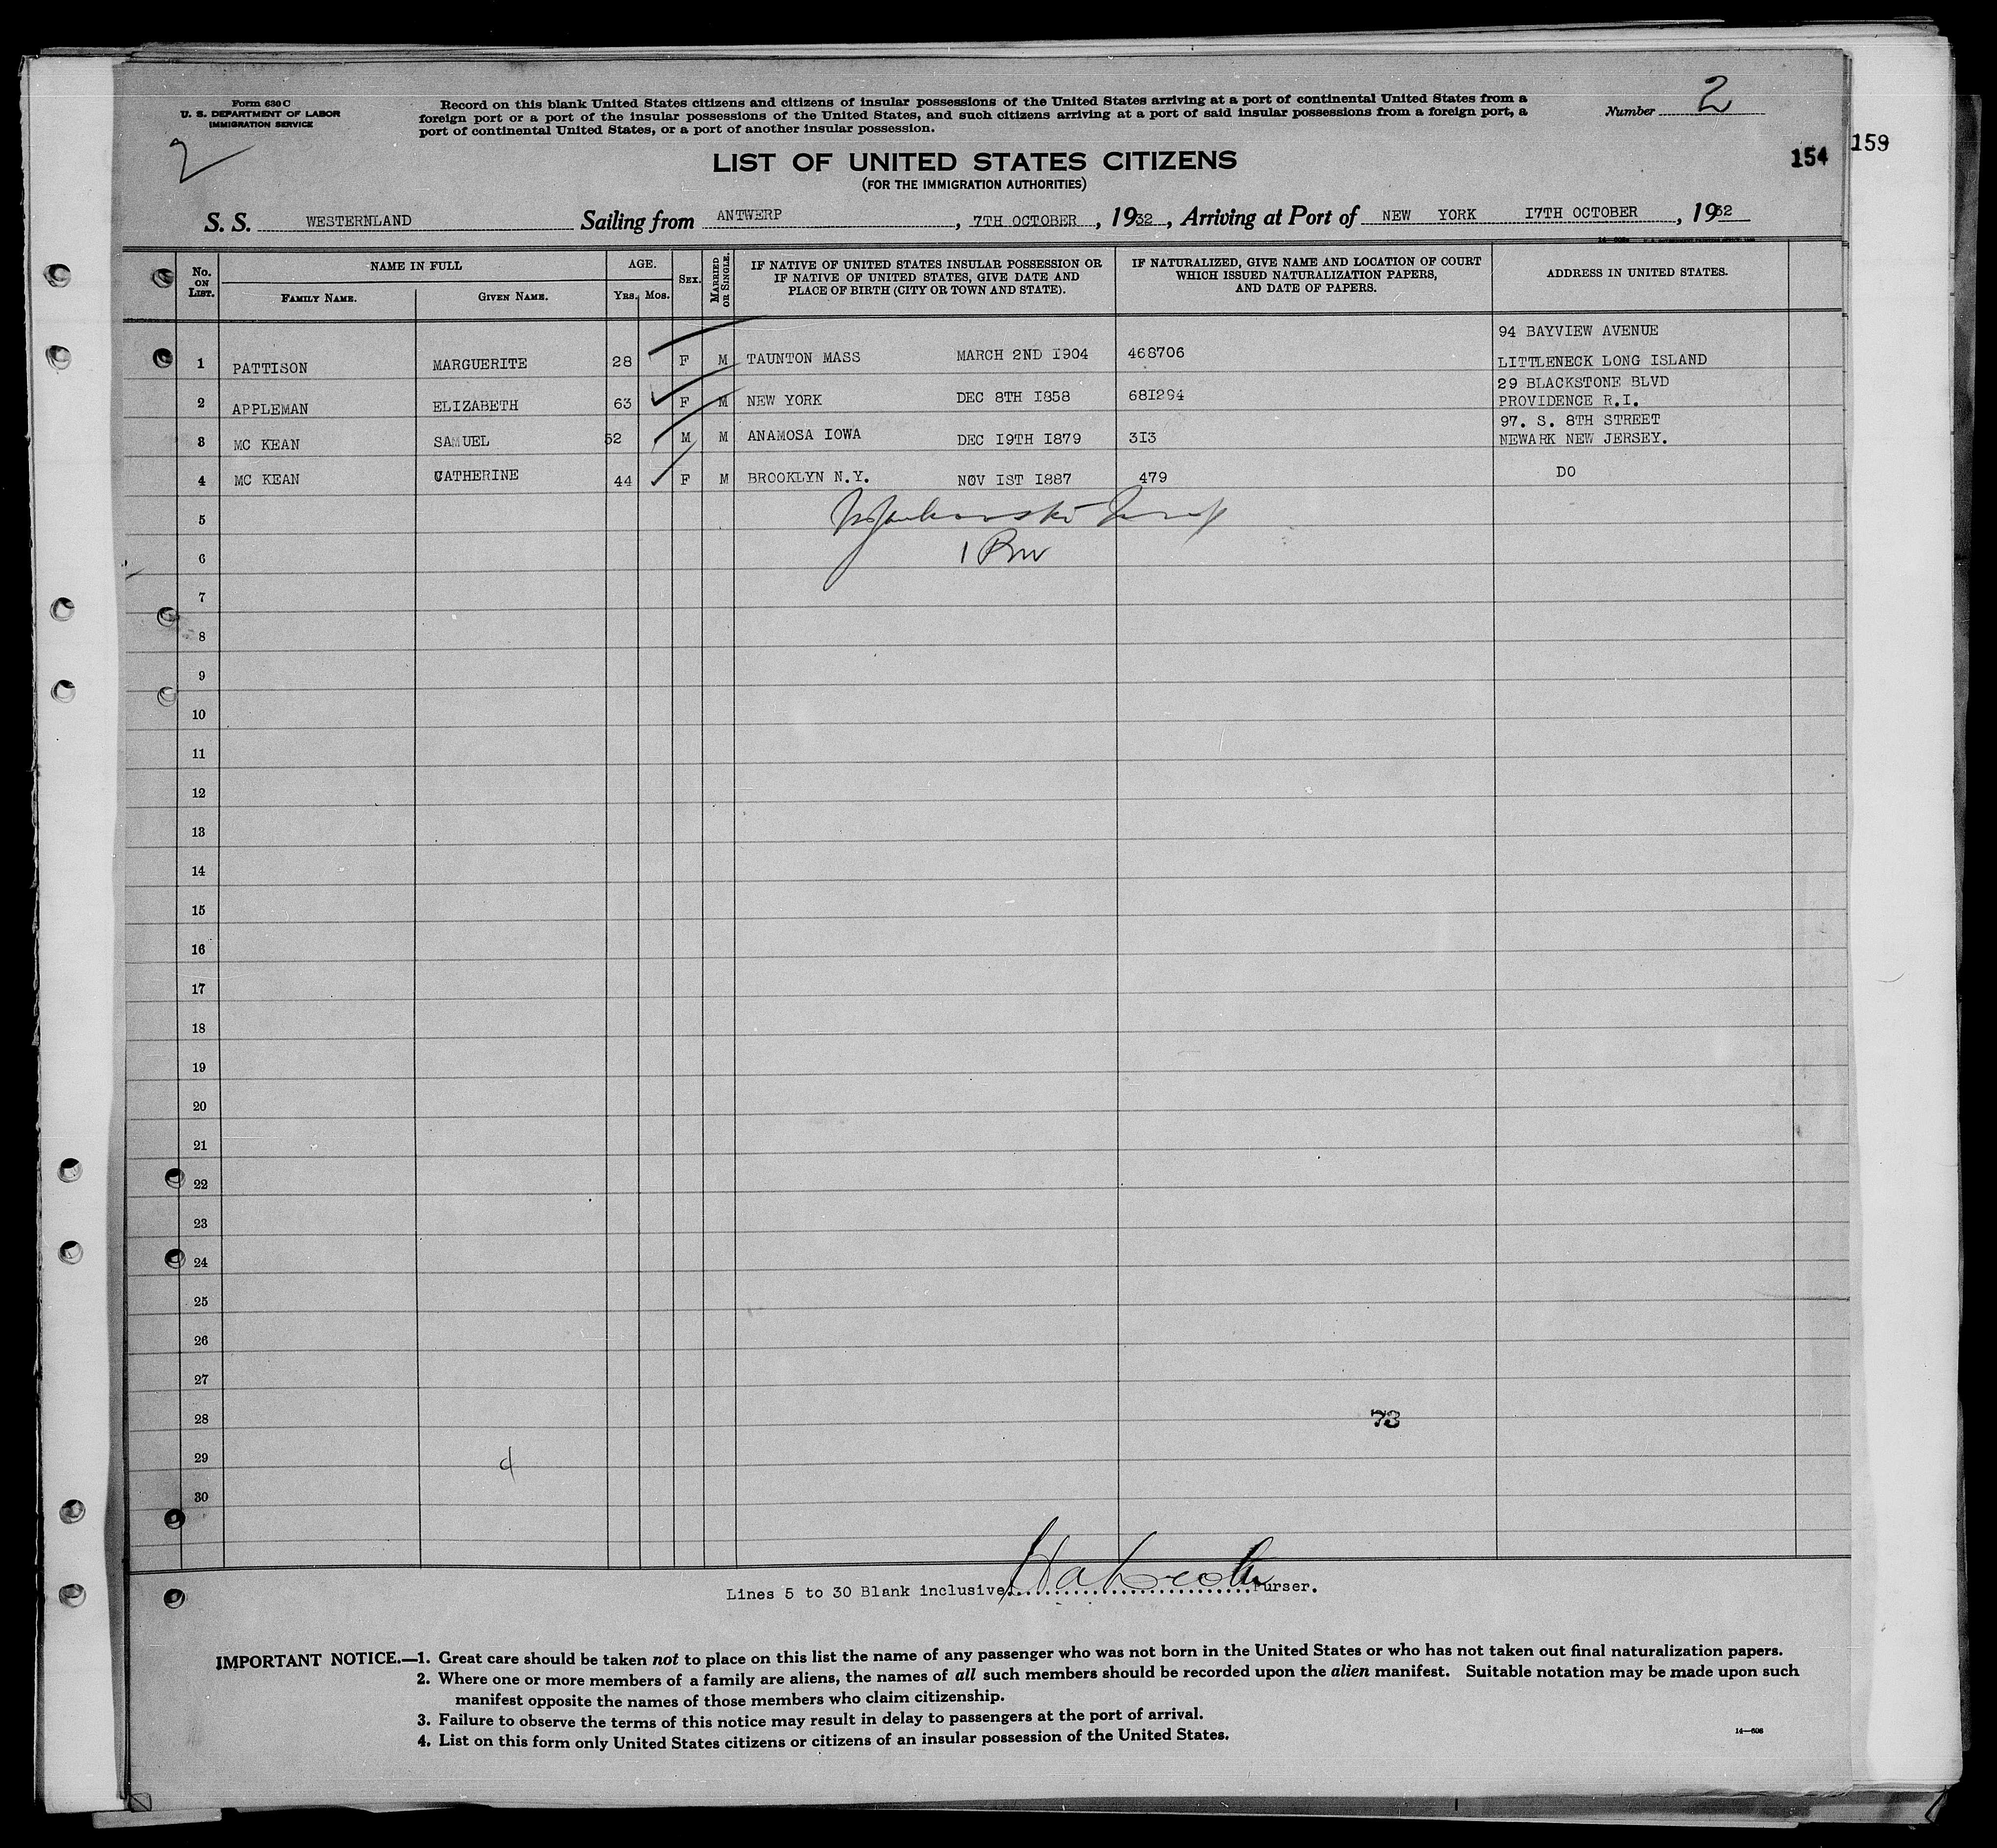 Form 630 C
U. S. DEPARTMENT OF LABOR
IMMIGRATION SERVICE
2
Record on this blank United States citizens and citizens of insular possessions of the United States arriving at a port of continental United States from a
foreign port or a port of the insular possessions of the United States, and such citizens arriving at a port of said insular possessions from a foreign port, a
port of continental United States, or a port of another insular possession.
Number 2
154
159
LIST OF UNITED STATES CITIZENS
(FOR THE IMMIGRATION AUTHORITIES)
S. S. WESTERNLAND Sailing from ANTWERP, 7TH OCTOBER, 1932, Arriving at Port of NEW YORK I7TH OCTOBER, 1932
No. ON LIST. NAME IN FULL FAMILY NAME. GIVEN NAME. AGE. YRS. MOS. SEX. MARRIED OR SINGLE. IF NATIVE OF UNITED STATES INSULAR POSSESSION OR IF NATIVE OF UNITED STATES, GIVE DATE AND PLACE OF BIRTH (CITY OR TOWN AND STATE). IF NATURALIZED, GIVE NAME AND LOCATION OF COURT WHICH ISSUED NATURALIZATION PAPERS, AND DATE OF PAPERS. ADDRESS IN UNITED STATES.
94 BAYVIEW AVENUE
1 PATTISON MARGUERITE 28 F M TAUNTON MASS MARCH 2ND I904 468706 LITTLENECK LONG ISLAND
29 BLACKSTONE BLVD
2 APPLEMAN ELIZABETH 63 F M NEW YORK DEC 8TH I858 68I294 PROVIDENCE R.I.
97. S. 8TH STREET
3 MC KEAN SAMUEL 52 M M ANAMOSA IOWA DEC I9TH I879 3I3 NEWARK NEW JERSEY.
4 MC KEAN CATHERINE 44 F M BROOKLYN N.Y. NOV IST I887 479 DO
5
6
7
8
9
10
11
12
13
14
15
16
17
18
19
20
21
22
23
24
25
26
27
28 73
29
30
Lines 5 to 30 Blank inclusive Purser.
IMPORTANT NOTICE.—1. Great care should be taken not to place on this list the name of any passenger who was not born in the United States or who has not taken out final naturalization papers.
2. Where one or more members of a family are aliens, the names of all such members should be recorded upon the alien manifest. Suitable notation may be made upon such
manifest opposite the names of those members who claim citizenship.
3. Failure to observe the terms of this notice may result in delay to passengers at the port of arrival.
4. List on this form only United States citizens or citizens of an insular possession of the United States.
14—608